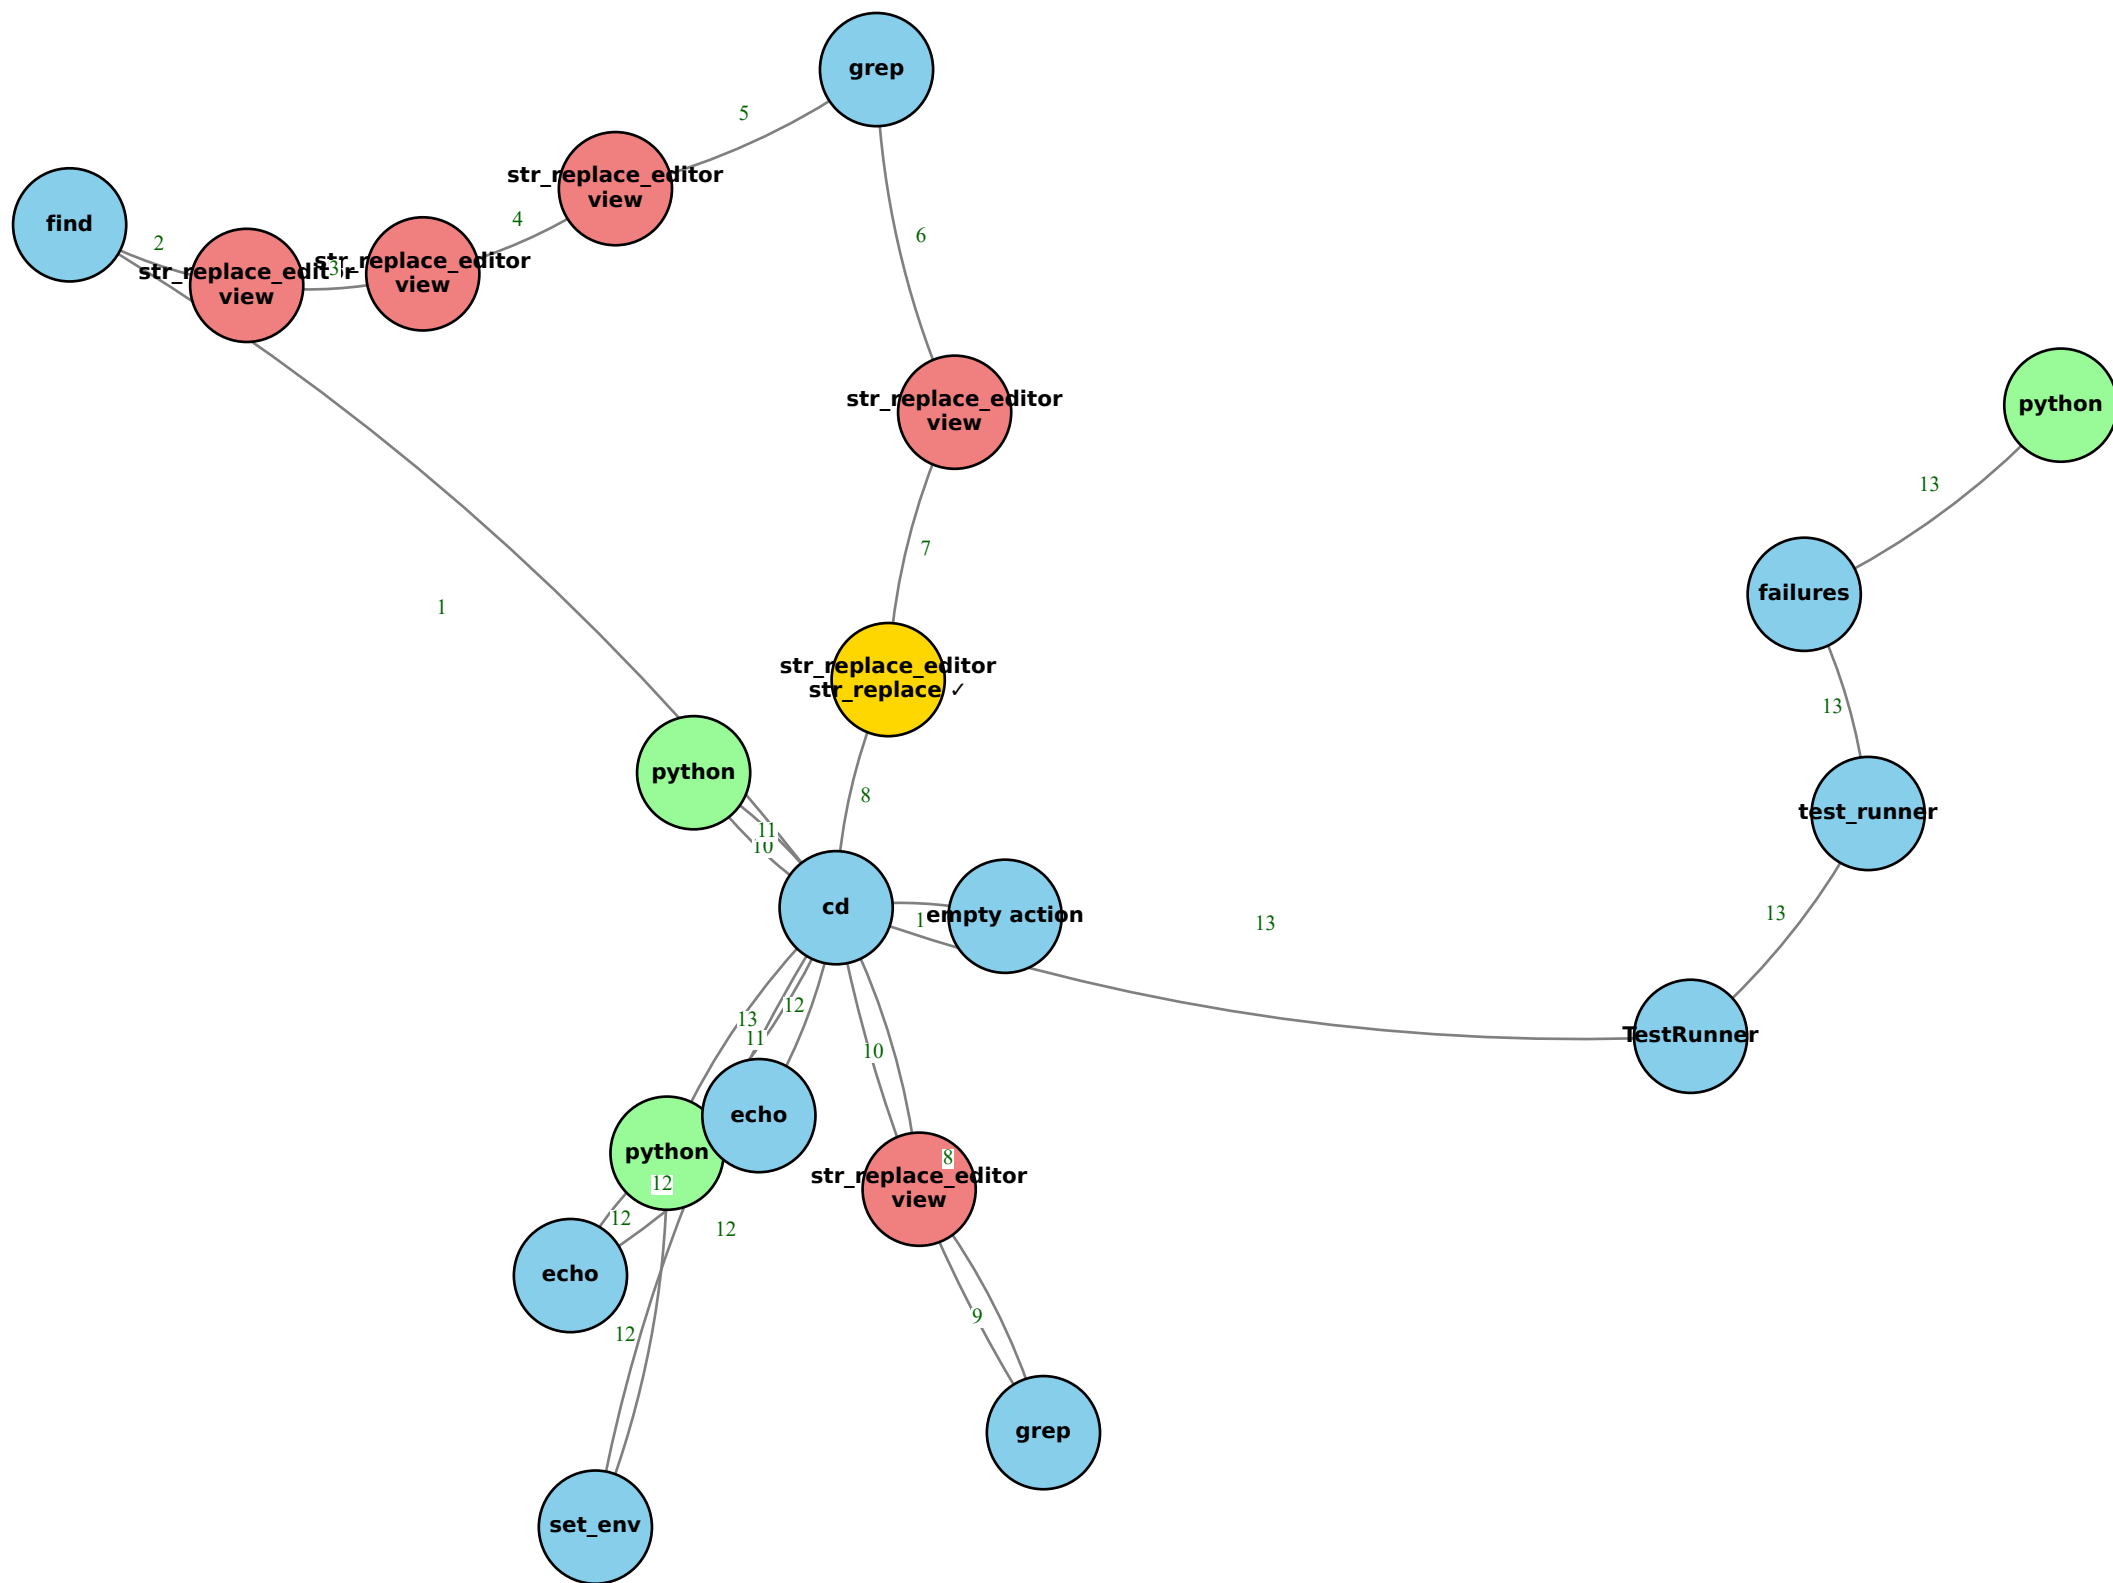 grep
5
str_replace_editor
view
find
4
2
6
str_replace_editor
view
3
str_replace_editor
view
str_replace_editor
view
python
13
7
failures
1
str_replace_editor
str_replace ✓
13
python
8
test_runner
11
10
cd
empty action
1
13
13
12
13
11
10
TestRunner
echo
python
12
8
str_replace_editor
view
12
12
echo
9
12
grep
set_env